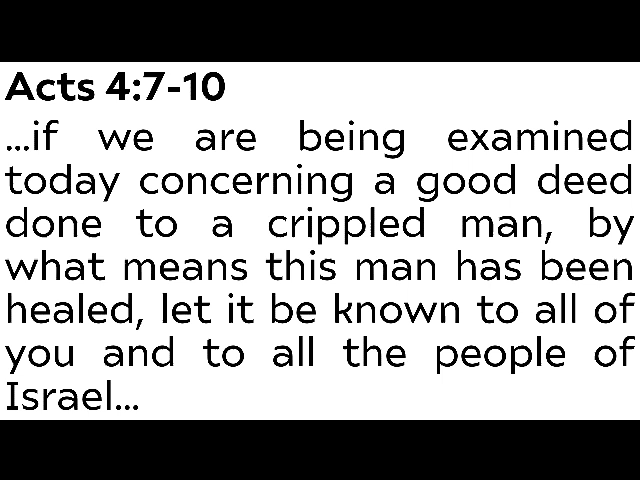 Acts 4:7-10
...if we are being examined
today concerning a good deed
done to a crippled man, by
what means this man has been
healed, let it be known to all of
you and to all the people of
Israel...